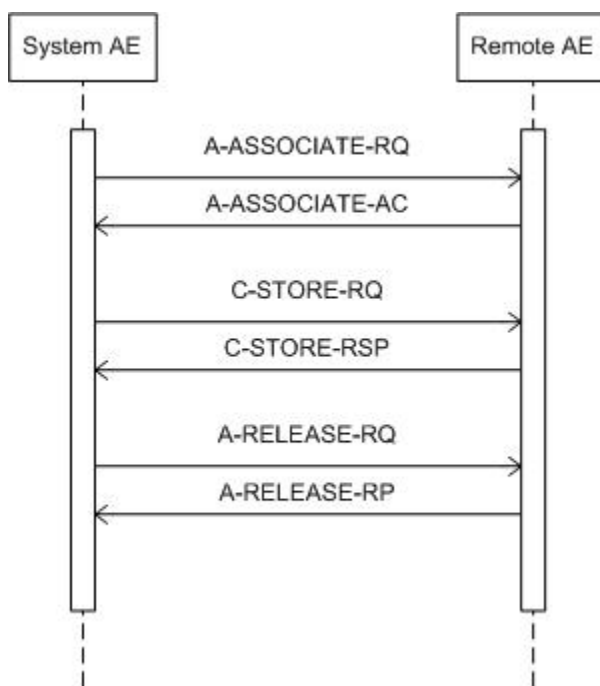 System AE
Remote AE
A-ASSOCIATE-RQ
A-ASSOCIATE-AC
C-STORE-RQ
C-STORE-RSP
A-RELEASE-RQ
A-RELEASE-RP